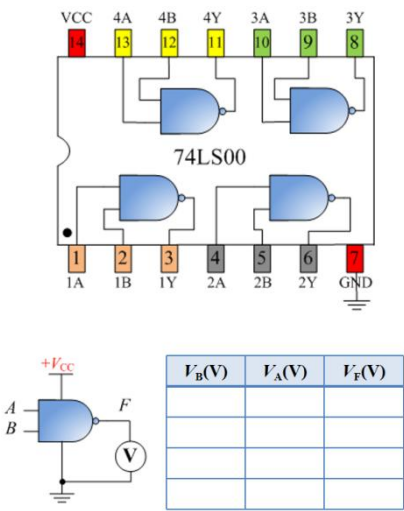 VCC 4A 4B 4Y 3A 3B 3Y
14 13 12 11 10 9 8
74LS00
1 2 3 4 5 6 7
1A 1B 1Y 2A 2B 2Y GND
+VCC
A
B
F
V
VB(V) VA(V) VF(V)